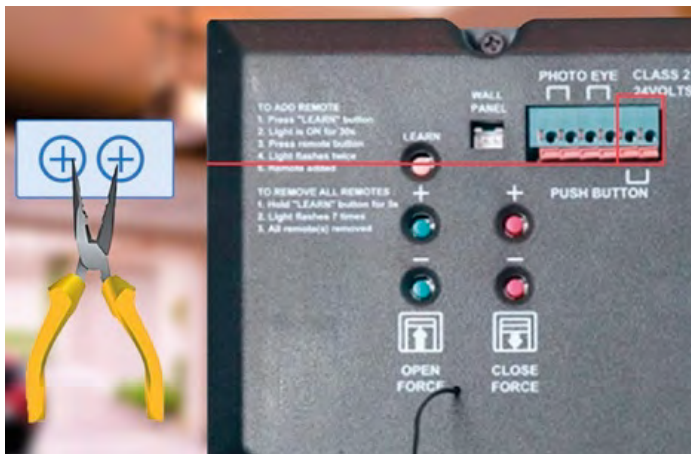 PHOTO EYE
CLASS 2
24VOLTS
WALL
PANEL
TO ADD REMOTE
1. Press "LEARN" button
2. Light is ON for 30s
3. Press remote button
4. Light flashes twice
5. Remote added
LEARN
TO REMOVE ALL REMOTES
1. Hold "LEARN" button for 5s
2. Light flashes 7 times
3. All remote(s) removed
PUSH BUTTON
+
+
−
−
OPEN
FORCE
CLOSE
FORCE